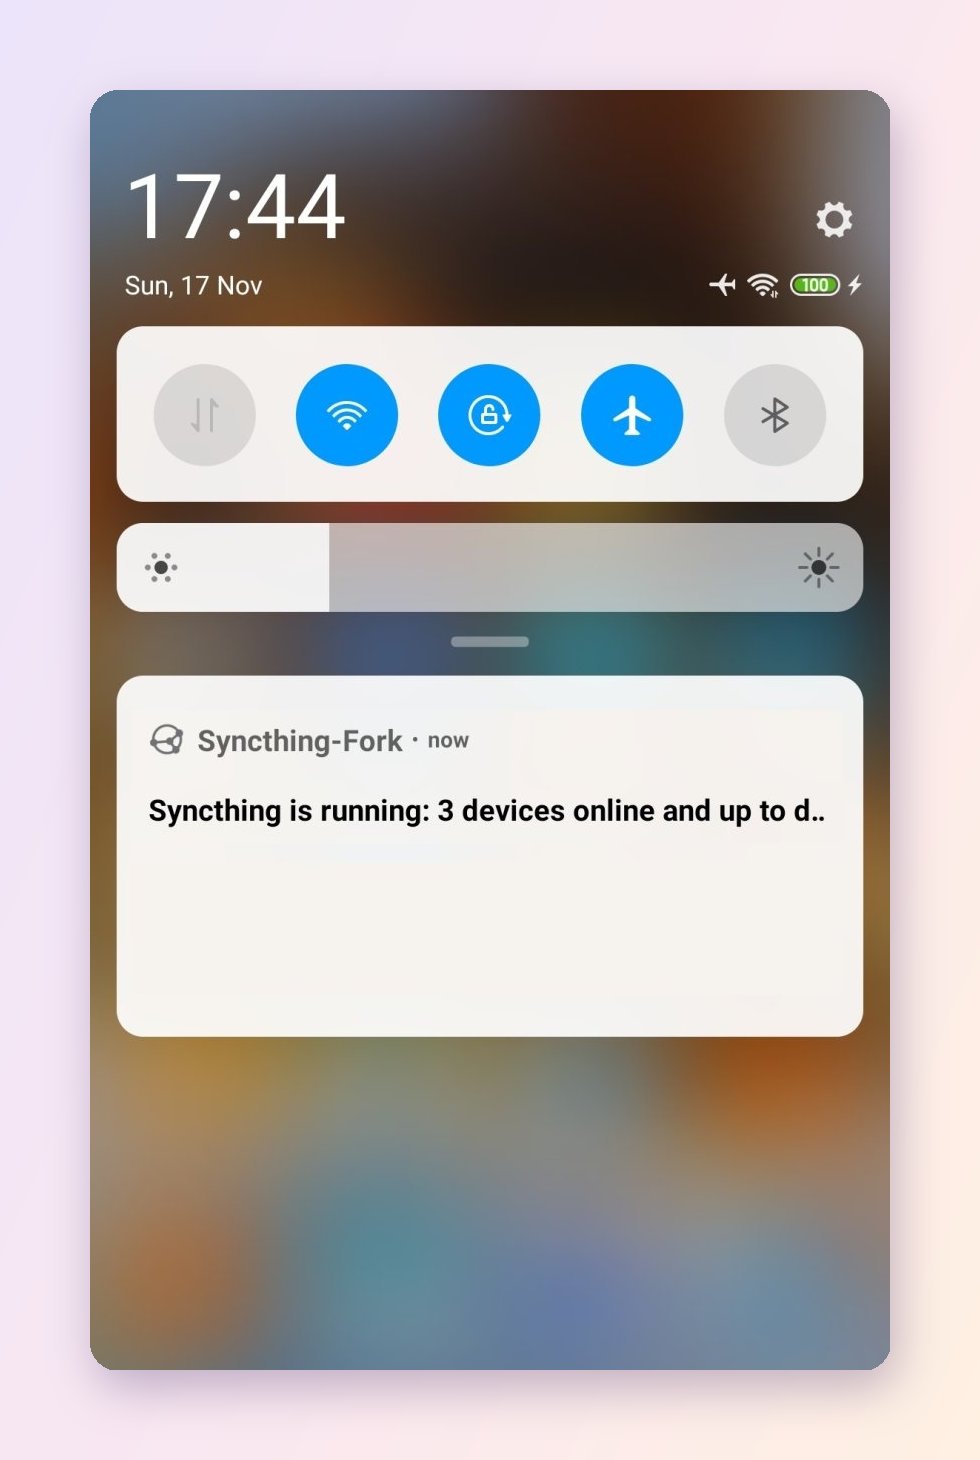 17:44
Sun, 17 Nov
100
Syncthing-Fork · now
Syncthing is running: 3 devices online and up to d..